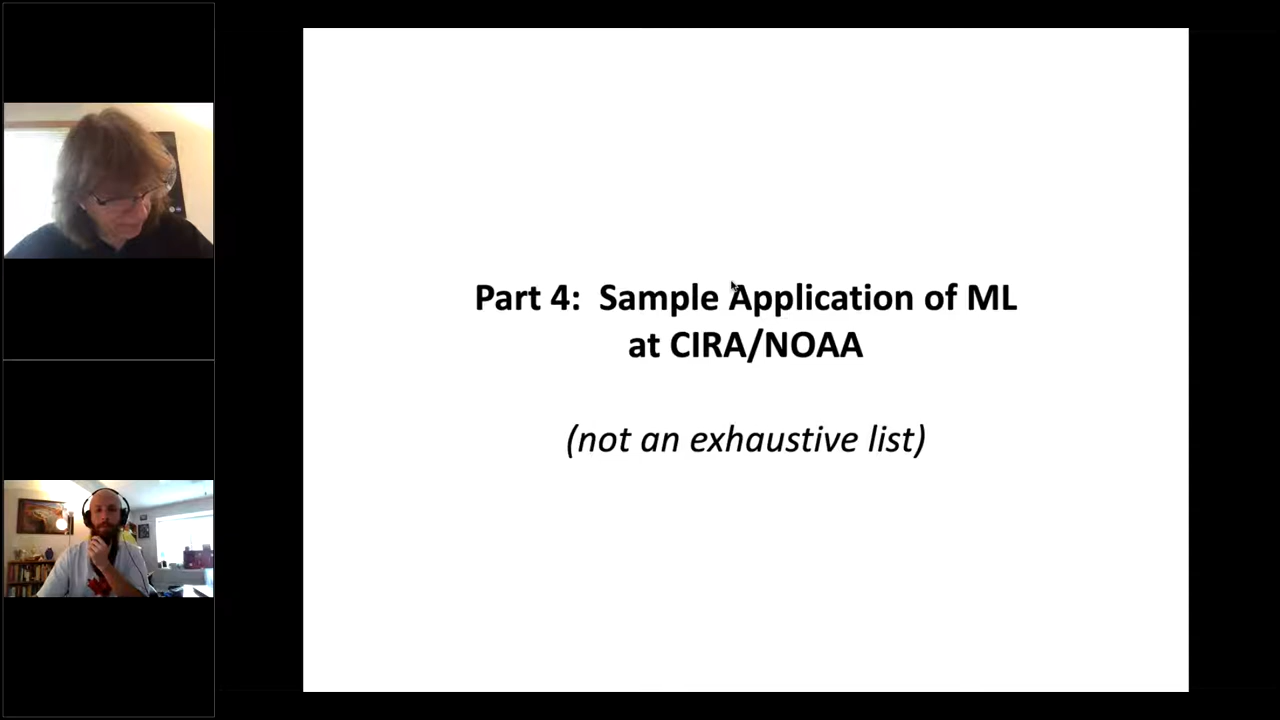 Part 4: Sample Application of ML
at CIRA/NOAA
(not an exhaustive list)